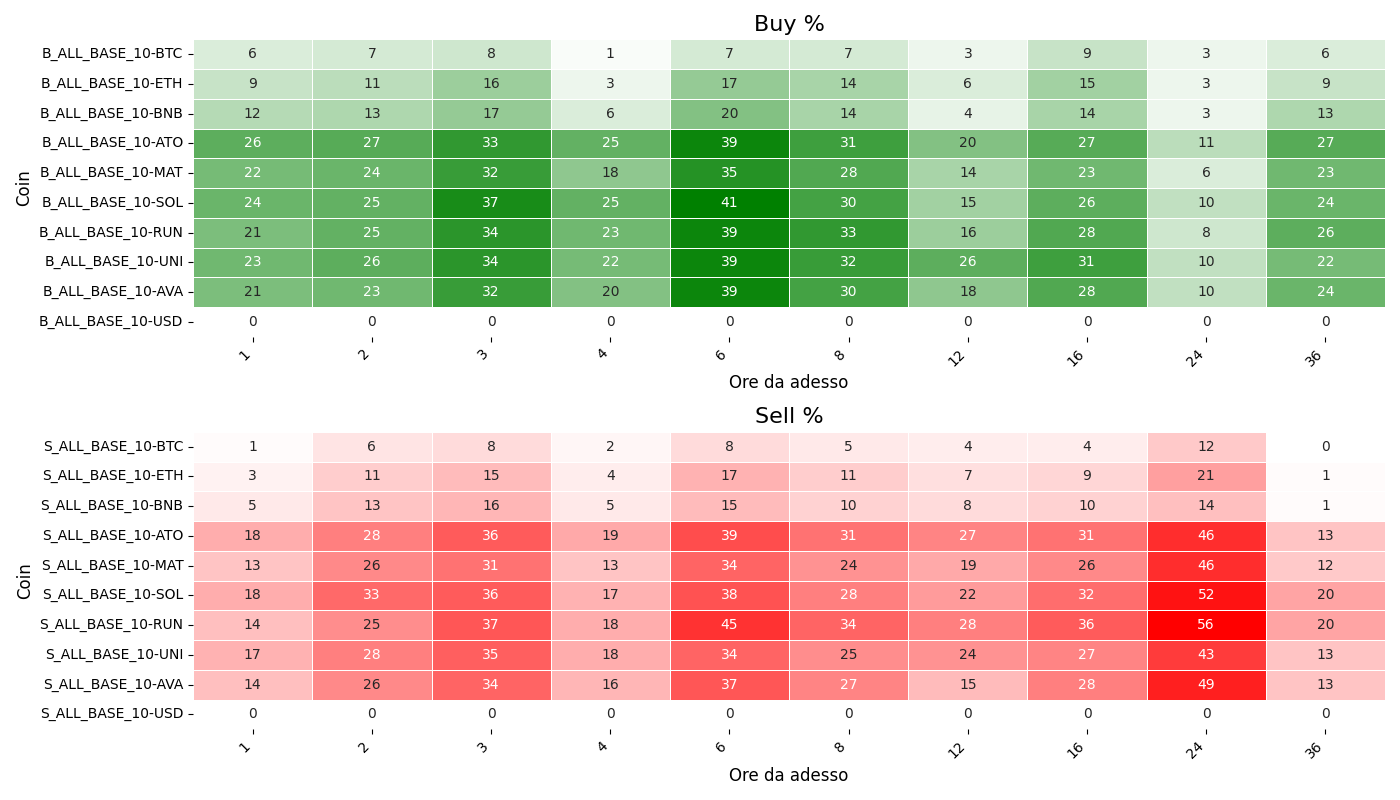 Buy %
Coin
B_ALL_BASE_10-BTC 6 7 8 1 7 7 3 9 3 6
B_ALL_BASE_10-ETH 9 11 16 3 17 14 6 15 3 9
B_ALL_BASE_10-BNB 12 13 17 6 20 14 4 14 3 13
B_ALL_BASE_10-ATO 26 27 33 25 39 31 20 27 11 27
B_ALL_BASE_10-MAT 22 24 32 18 35 28 14 23 6 23
B_ALL_BASE_10-SOL 24 25 37 25 41 30 15 26 10 24
B_ALL_BASE_10-RUN 21 25 34 23 39 33 16 28 8 26
B_ALL_BASE_10-UNI 23 26 34 22 39 32 26 31 10 22
B_ALL_BASE_10-AVA 21 23 32 20 39 30 18 28 10 24
B_ALL_BASE_10-USD 0 0 0 0 0 0 0 0 0 0
1 2 3 4 6 8 12 16 24 36
Ore da adesso
Sell %
Coin
S_ALL_BASE_10-BTC 1 6 8 2 8 5 4 4 12 0
S_ALL_BASE_10-ETH 3 11 15 4 17 11 7 9 21 1
S_ALL_BASE_10-BNB 5 13 16 5 15 10 8 10 14 1
S_ALL_BASE_10-ATO 18 28 36 19 39 31 27 31 46 13
S_ALL_BASE_10-MAT 13 26 31 13 34 24 19 26 46 12
S_ALL_BASE_10-SOL 18 33 36 17 38 28 22 32 52 20
S_ALL_BASE_10-RUN 14 25 37 18 45 34 28 36 56 20
S_ALL_BASE_10-UNI 17 28 35 18 34 25 24 27 43 13
S_ALL_BASE_10-AVA 14 26 34 16 37 27 15 28 49 13
S_ALL_BASE_10-USD 0 0 0 0 0 0 0 0 0 0
1 2 3 4 6 8 12 16 24 36
Ore da adesso